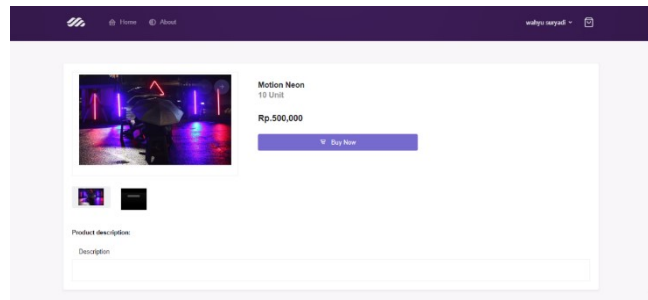 Home About wahyu suryadi
Motion Neon
10 Unit
Rp.500,000
Buy Now
Product description:
Description